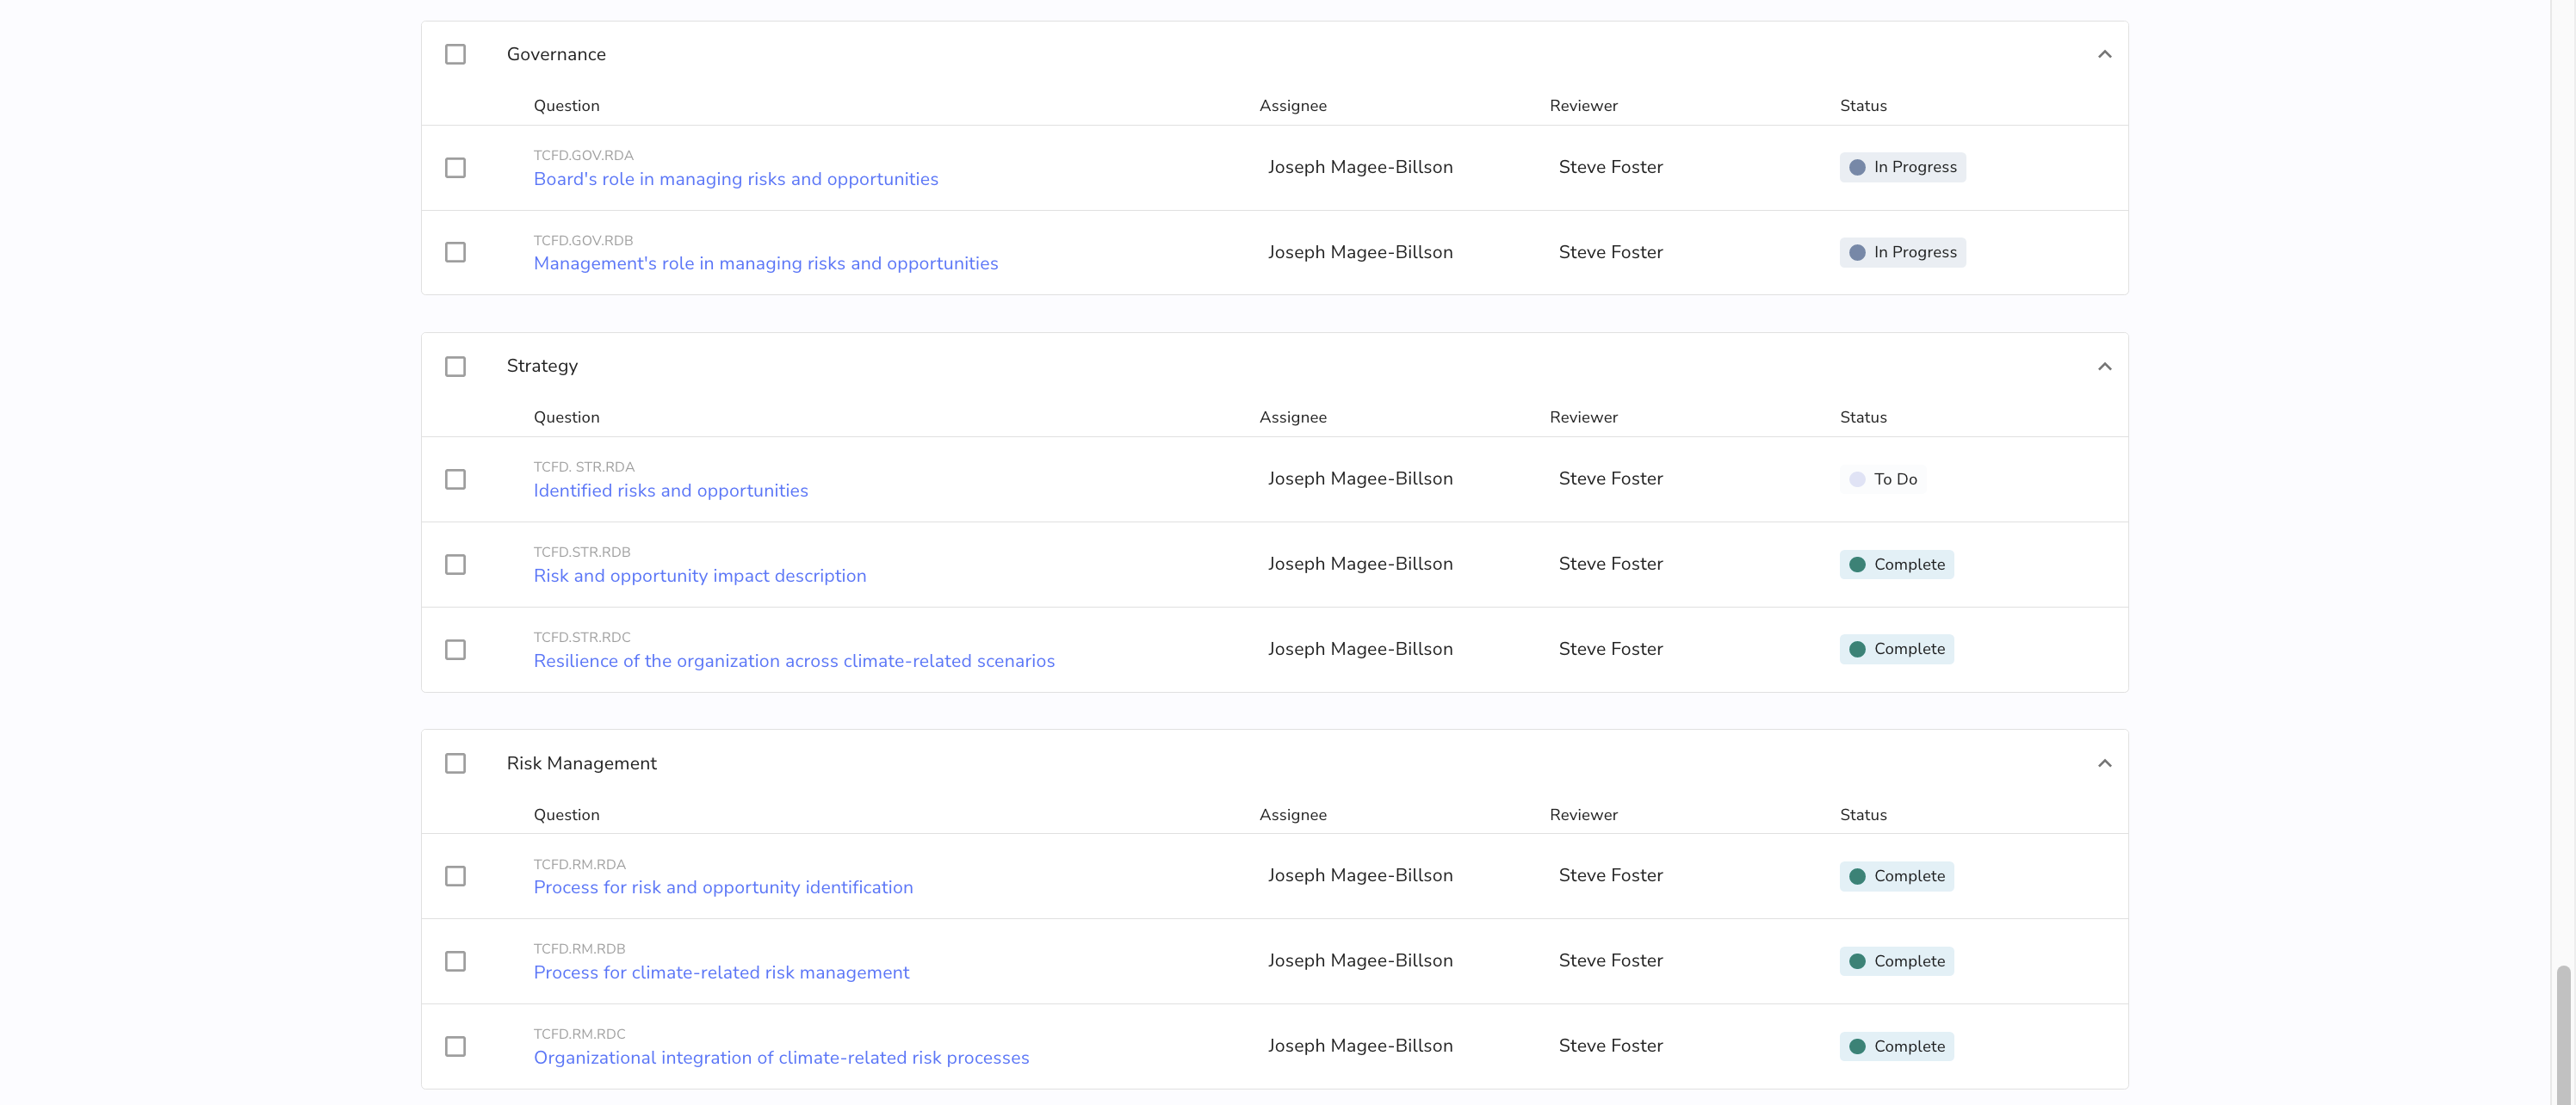 Governance
Question Assignee Reviewer Status
TCFD.GOV.RDA
Board's role in managing risks and opportunities Joseph Magee-Billson Steve Foster In Progress
TCFD.GOV.RDB
Management's role in managing risks and opportunities Joseph Magee-Billson Steve Foster In Progress
Strategy
Question Assignee Reviewer Status
TCFD. STR.RDA
Identified risks and opportunities Joseph Magee-Billson Steve Foster To Do
TCFD.STR.RDB
Risk and opportunity impact description Joseph Magee-Billson Steve Foster Complete
TCFD.STR.RDC
Resilience of the organization across climate-related scenarios Joseph Magee-Billson Steve Foster Complete
Risk Management
Question Assignee Reviewer Status
TCFD.RM.RDA
Process for risk and opportunity identification Joseph Magee-Billson Steve Foster Complete
TCFD.RM.RDB
Process for climate-related risk management Joseph Magee-Billson Steve Foster Complete
TCFD.RM.RDC
Organizational integration of climate-related risk processes Joseph Magee-Billson Steve Foster Complete